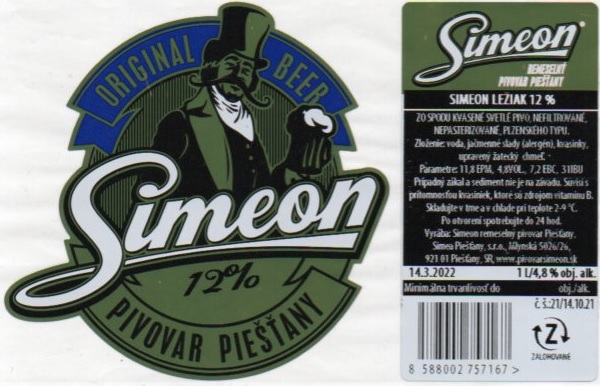 ORIGINAL BEER
Simeon
12%
PIVOVAR PIEŠŤANY
Simeon®
REMESELNÝ
PIVOVAR PIEŠŤANY
SIMEON LEŽIAK 12 %
ZO SPODU KVASENÉ SVETLÉ PIVO, NEFILTROVANÉ,
NEPASTERIZOVANÉ, PLZENSKÉHO TYPU.
Zloženie: voda, jačmenné slady (alergén), kvasinky,
upravený žatecký chmeľ.
Parametre: 11,8 EPM, 4,8VOL, 7,2 EBC, 31IBU
Prípadný zákal a sediment nie je na závadu. Súvisí s
prítomnosťou kvasiniek, ktoré sú zdrojom vitamínu B.
Skladujte v tme a v chlade pri teplote 2-9 °C.
Po otvorení spotrebujte do 24 hod.
Výroba: Simeon remeselný pivovar Piešťany,
Simea Piešťany, s.r.o., Mlynská 5026/26,
921 01 Piešťany, SR, www.pivovarsimeon.sk
14.3.2022 1 l/4,8 % obj. alk.
Minimálna trvanlivosť do obj./alk.
č.š.:21/14.10.21
Z
ZÁLOHOVANÉ
8 588002 757167 >